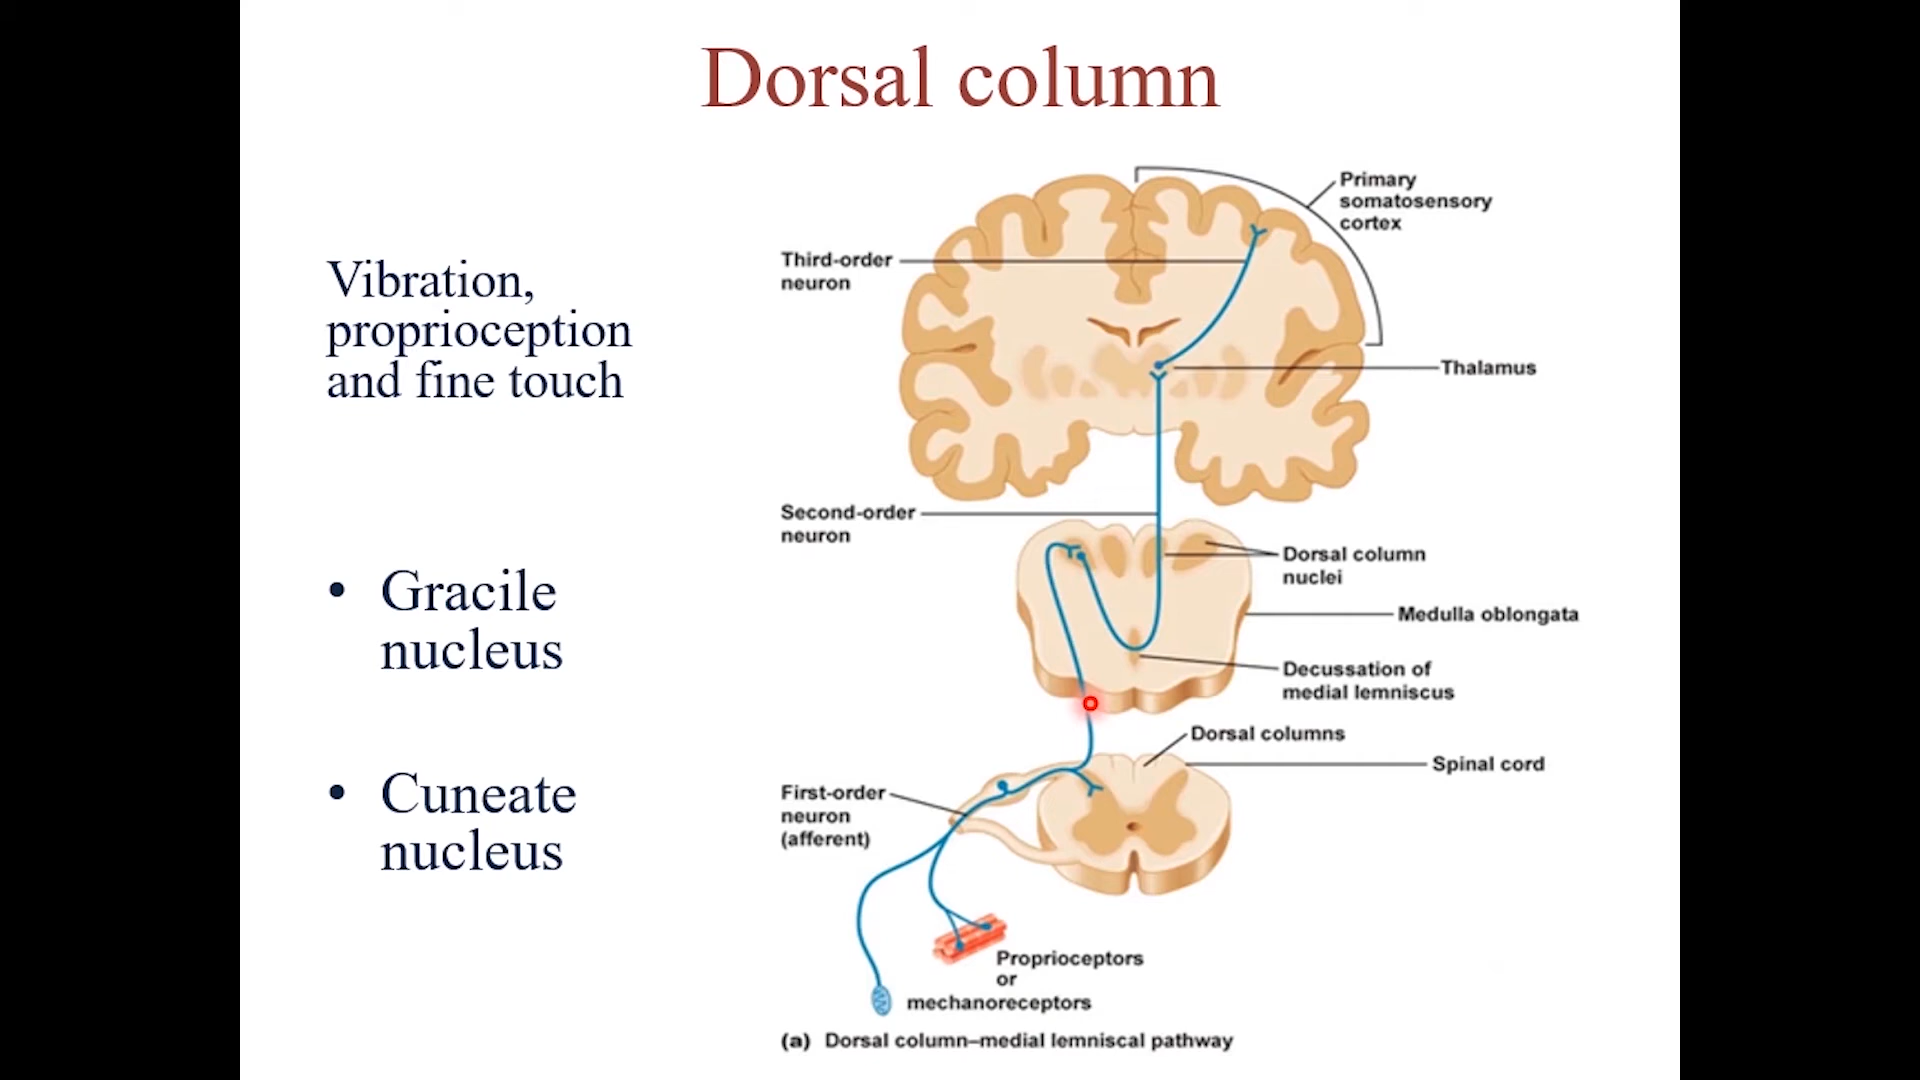 Dorsal column
Vibration,
proprioception
and fine touch
• Gracile
nucleus
• Cuneate
nucleus
Primary
somatosensory
cortex
Third-order
neuron
Thalamus
Second-order
neuron
Dorsal column
nuclei
Medulla oblongata
Decussation of
medial lemniscus
Dorsal columns
Spinal cord
First-order
neuron
(afferent)
Proprioceptors
or
mechanoreceptors
(a) Dorsal column–medial lemniscal pathway